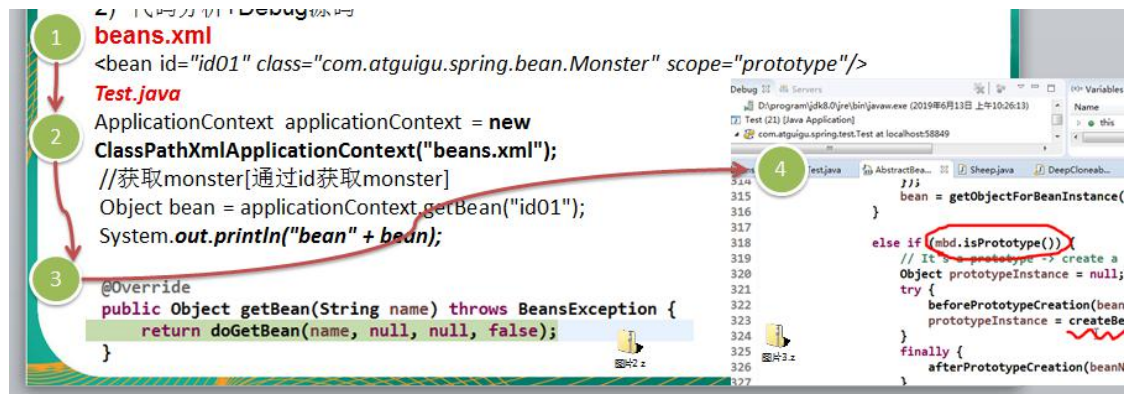 2) 代码分析+Debug源码
1
beans.xml
<bean id="id01" class="com.atguigu.spring.bean.Monster" scope="prototype"/>
Test.java
2
ApplicationContext applicationContext = new
ClassPathXmlApplicationContext("beans.xml");
//获取monster[通过id获取monster]
Object bean = applicationContext.getBean("id01");
System.out.println("bean" + bean);
3
@Override
public Object getBean(String name) throws BeansException {
return doGetBean(name, null, null, false);
}
图片2.z
Debug Servers
D:\program\jdk8.0\jre\bin\javaw.exe (2019年6月13日 上午10:26:13)
Test (21) [Java Application]
com.atguigu.spring.test.Test at localhost:58849
Variables
Name
this
4
Test.java AbstractBea... Sheep.java DeepCloneab...
314 });
315 bean = getObjectForBeanInstance(
316 }
317
318 else if (mbd.isPrototype()) {
319 // It's a prototype -> create a
320 Object prototypeInstance = null;
321 try {
322 beforePrototypeCreation(bean
323 prototypeInstance = createBe
324 }
325 finally {
326 afterPrototypeCreation(beanN
327 }
图片3.z